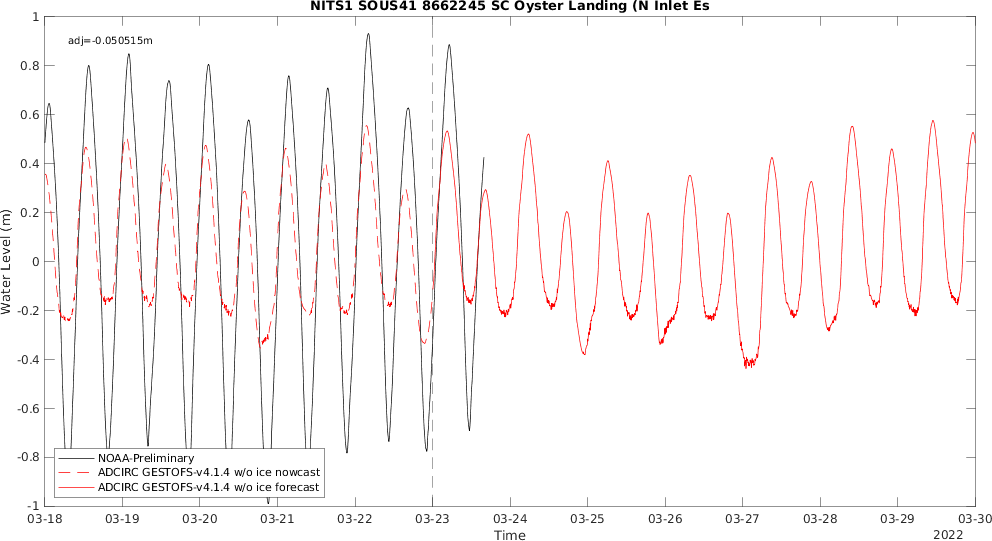 NITS1 SOUS41 8662245 SC Oyster Landing (N Inlet Es
adj=-0.050515m
1
0.8
0.6
0.4
0.2
0
-0.2
-0.4
-0.6
-0.8
-1
Water Level (m)
NOAA-Preliminary
ADCIRC GESTOFS-v4.1.4 w/o ice nowcast
ADCIRC GESTOFS-v4.1.4 w/o ice forecast
03-18 03-19 03-20 03-21 03-22 03-23 03-24 03-25 03-26 03-27 03-28 03-29 03-30
Time
2022